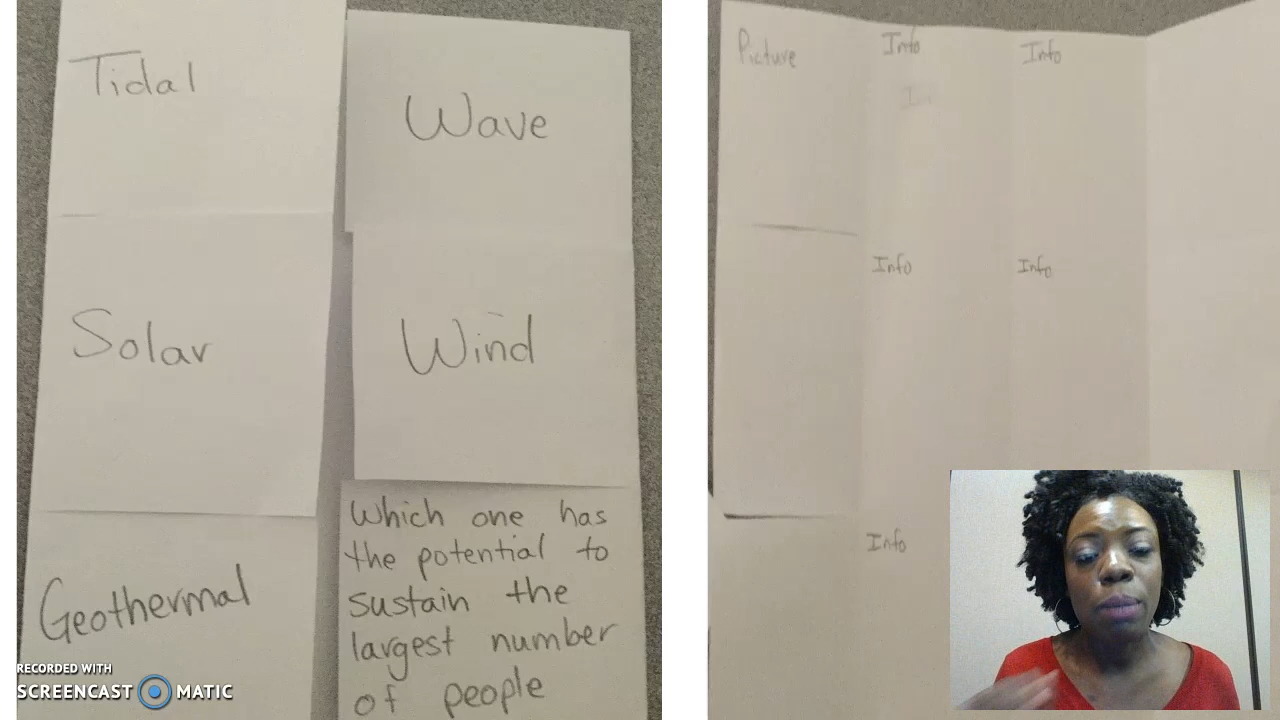 Tidal
Wave
Solar
Wind
Geothermal
Which one has
the potential to
sustain the
largest number
of people
Picture
Info
Info
Info
Info
Info
RECORDED WITH
SCREENCAST MATIC